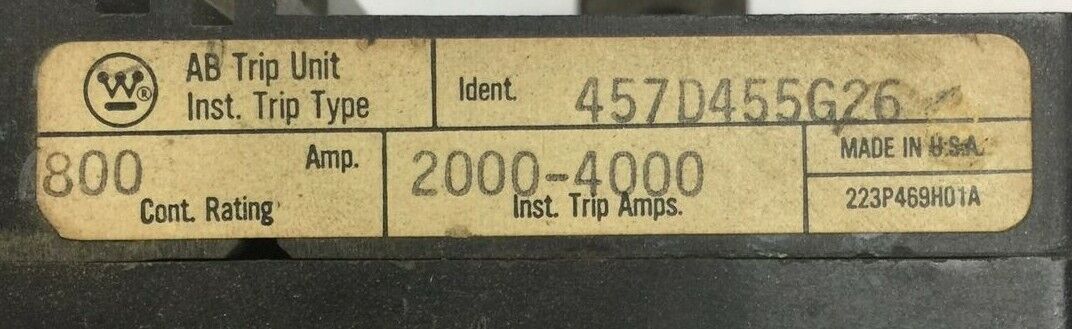 W®
AB Trip Unit
Inst. Trip Type
Ident. 457D455G26
800 Amp.
Cont. Rating
2000-4000
Inst. Trip Amps.
MADE IN U.S.A.
223P469H01A